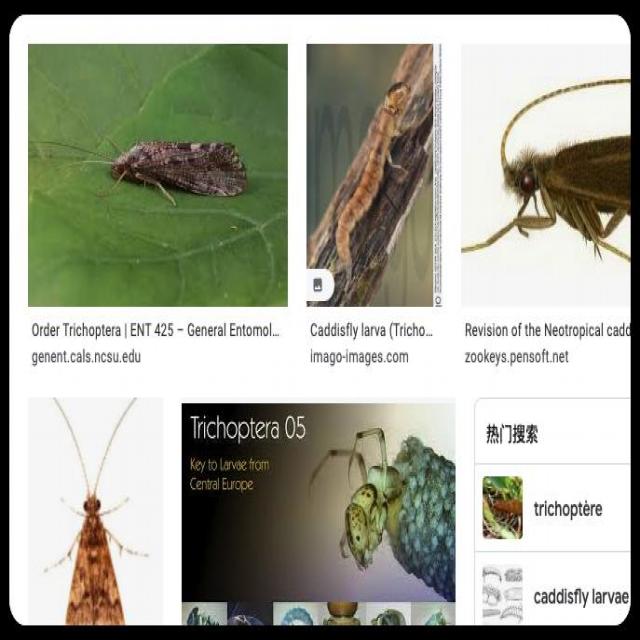 Order Trichoptera | ENT 425 – General Entomol...
genent.cals.ncsu.edu
Caddisfly larva (Tricho...
imago-images.com
Revision of the Neotropical cadd
zookeys.pensoft.net
Trichoptera 05
Key to Larvae from
Central Europe
热门搜索
trichoptère
caddisfly larvae